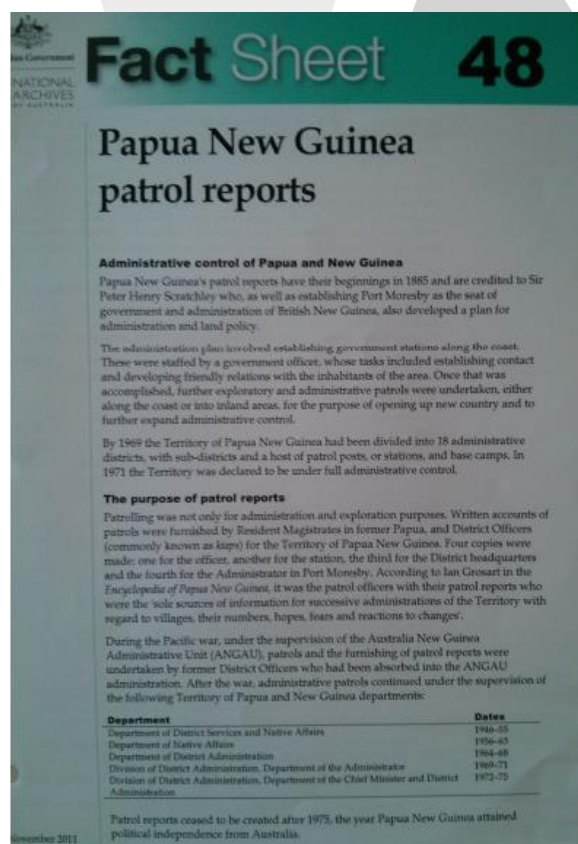 an Government
NATIONAL
ARCHIVES
OF AUSTRALIA
Fact Sheet 48
Papua New Guinea
patrol reports
Administrative control of Papua and New Guinea
Papua New Guinea's patrol reports have their beginnings in 1885 and are credited to Sir
Peter Henry Scratchley who, as well as establishing Port Moresby as the seat of
government and administration of British New Guinea, also developed a plan for
administration and land policy.
The administration plan involved establishing government stations along the coast.
These were staffed by a government officer, whose tasks included establishing contact
and developing friendly relations with the inhabitants of the area. Once that was
accomplished, further exploratory and administrative patrols were undertaken, either
along the coast or into inland areas, for the purpose of opening up new country and to
further expand administrative control.
By 1969 the Territory of Papua New Guinea had been divided into 18 administrative
districts, with sub-districts and a host of patrol posts, or stations, and base camps. In
1971 the Territory was declared to be under full administrative control.
The purpose of patrol reports
Patrolling was not only for administration and exploration purposes. Written accounts of
patrols were furnished by Resident Magistrates in former Papua, and District Officers
(commonly known as kiaps) for the Territory of Papua New Guinea. Four copies were
made: one for the officer, another for the station, the third for the District headquarters
and the fourth for the Administrator in Port Moresby. According to Ian Grosart in the
Encyclopedia of Papua New Guinea, it was the patrol officers with their patrol reports who
were the 'sole sources of information for successive administrations of the Territory with
regard to villages, their numbers, hopes, fears and reactions to changes'.
During the Pacific war, under the supervision of the Australia New Guinea
Administrative Unit (ANGAU), patrols and the furnishing of patrol reports were
undertaken by former District Officers who had been absorbed into the ANGAU
administration. After the war, administrative patrols continued under the supervision of
the following Territory of Papua and New Guinea departments:
Department Dates
Department of District Services and Native Affairs 1946–55
Department of Native Affairs 1956–63
Department of District Administration 1964–68
Division of District Administration, Department of the Administrator 1969–71
Division of District Administration, Department of the Chief Minister and District 1972–75
Administration
Patrol reports ceased to be created after 1975, the year Papua New Guinea attained
political independence from Australia.
November 2011